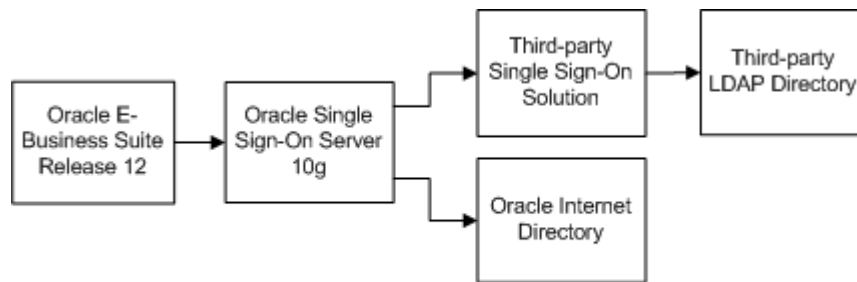 Oracle E-
Business Suite
Release 12
Oracle Single
Sign-On Server
10g
Third-party
Single Sign-On
Solution
Third-party
LDAP Directory
Oracle Internet
Directory